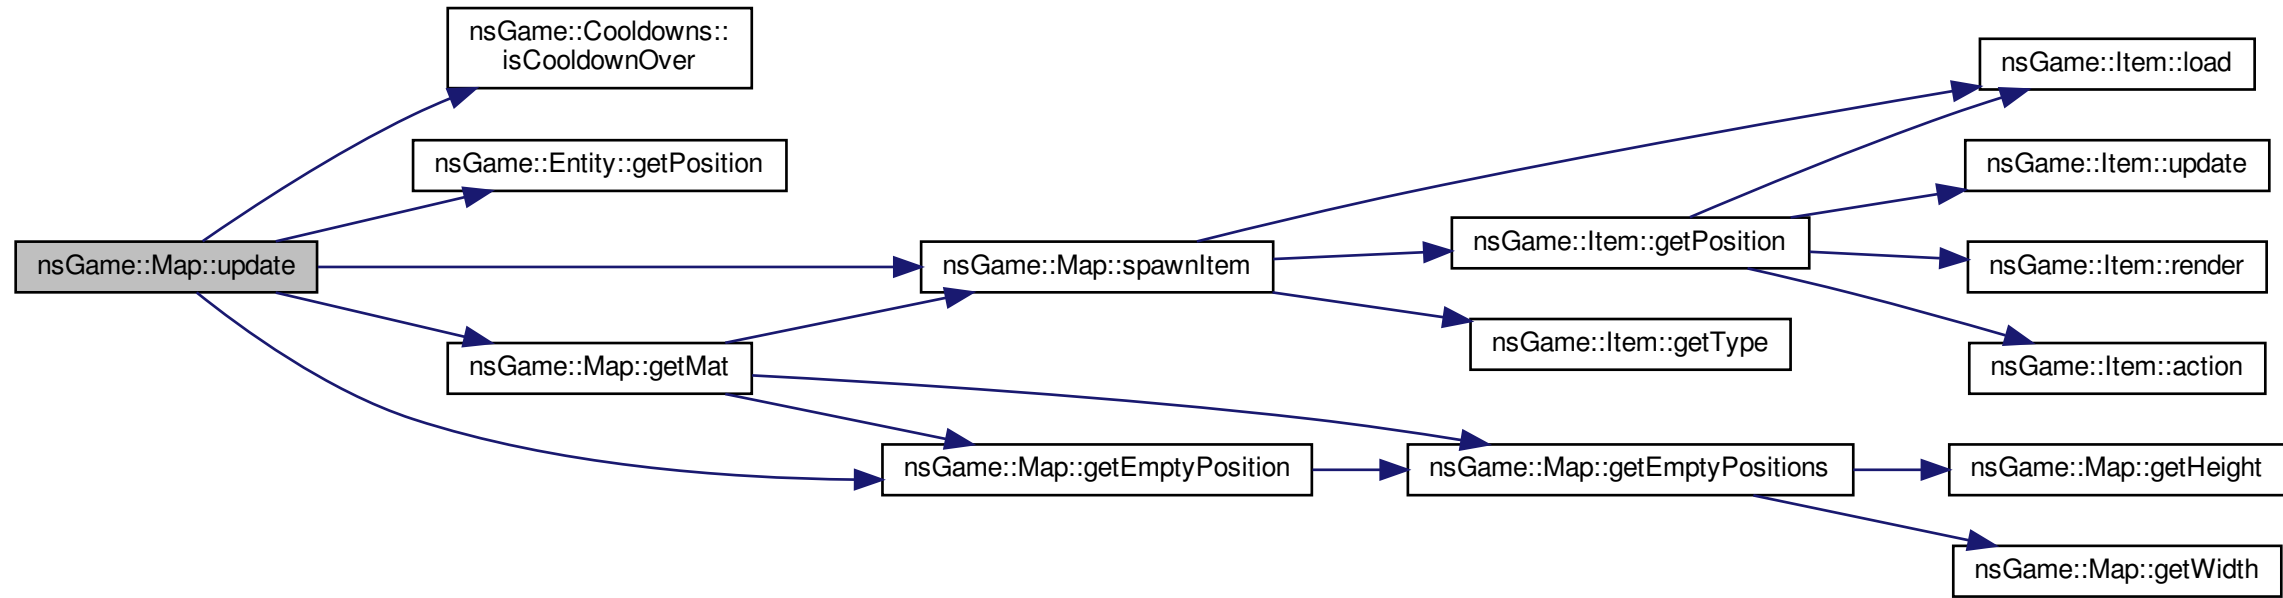 nsGame::Cooldowns::
isCooldownOver
nsGame::Item::load
nsGame::Entity::getPosition
nsGame::Item::update
nsGame::Item::getPosition
nsGame::Map::update
nsGame::Map::spawnItem
nsGame::Item::render
nsGame::Item::getType
nsGame::Map::getMat
nsGame::Item::action
nsGame::Map::getEmptyPosition
nsGame::Map::getEmptyPositions
nsGame::Map::getHeight
nsGame::Map::getWidth